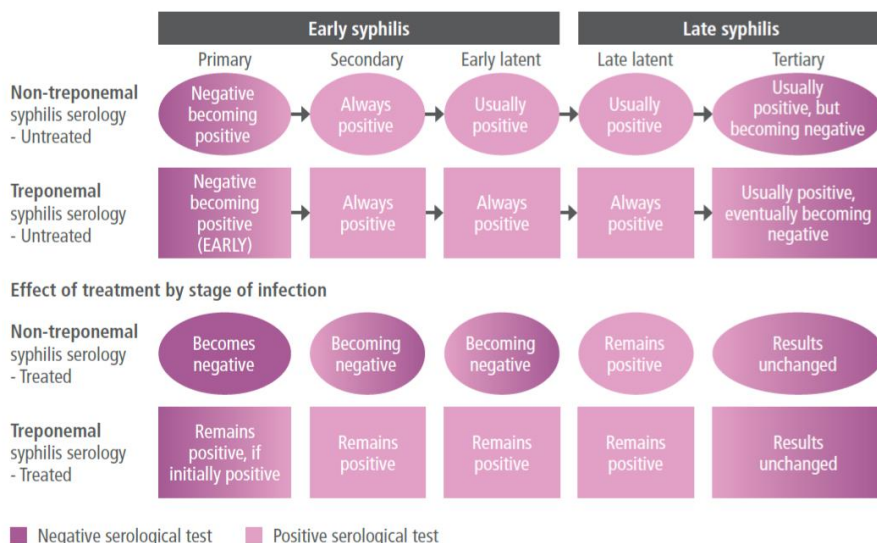 Early syphilis
Late syphilis
Primary
Secondary
Early latent
Late latent
Tertiary
Non-treponemal
syphilis serology
- Untreated
Negative
becoming
positive
Always
positive
Usually
positive
Usually
positive
Usually
positive, but
becoming negative
Treponemal
syphilis serology
- Untreated
Negative
becoming
positive
(EARLY)
Always
positive
Always
positive
Always
positive
Usually positive,
eventually becoming
negative
Effect of treatment by stage of infection
Non-treponemal
syphilis serology
- Treated
Becomes
negative
Becoming
negative
Becoming
negative
Remains
positive
Results
unchanged
Treponemal
syphilis serology
- Treated
Remains
positive, if
initially positive
Remains
positive
Remains
positive
Remains
positive
Results
unchanged
Negative serological test
Positive serological test